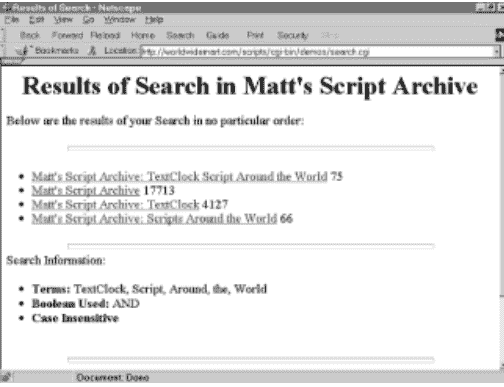 Results of Search - Netscape
File Edit View Go Window Help
Back Forward Reload Home Search Guide Print Security
Bookmarks Location: http://worldwidemart.com/scripts/cgi-bin/demos/search.cgi
Results of Search in Matt's Script Archive
Below are the results of your Search in no particular order:
• Matt's Script Archive: TextClock Script Around the World 75
• Matt's Script Archive 17713
• Matt's Script Archive: TextClock 4127
• Matt's Script Archive: Scripts Around the World 66
Search Information:
• Terms: TextClock, Script, Around, the, World
• Boolean Used: AND
• Case Insensitive
Document: Done